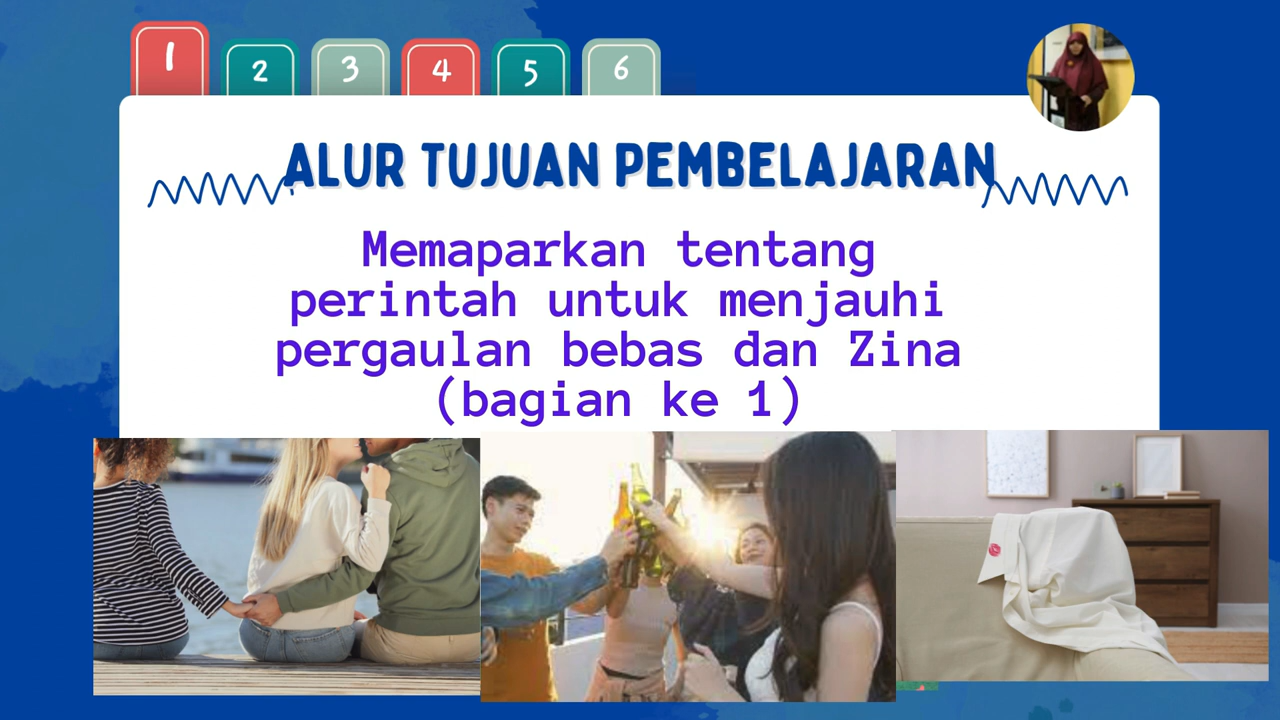 1 2 3 4 5 6
ALUR TUJUAN PEMBELAJARAN
Memaparkan tentang
perintah untuk menjauhi
pergaulan bebas dan Zina
(bagian ke 1)